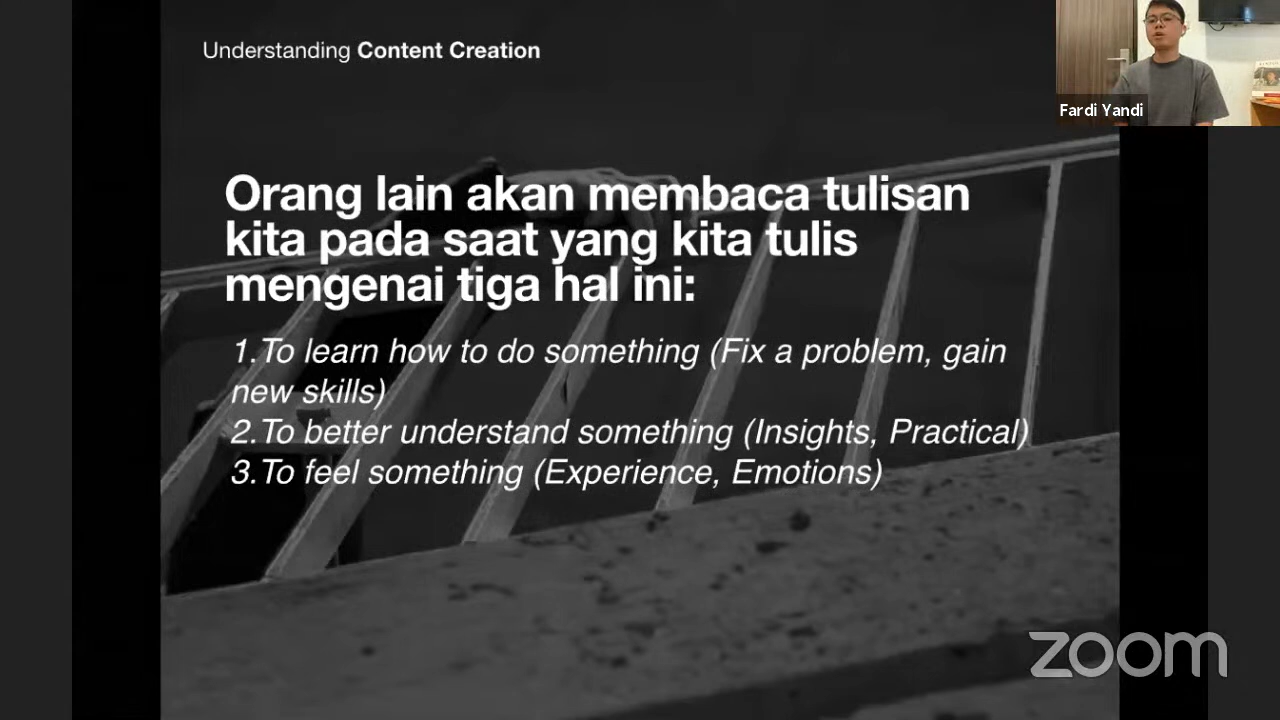 Understanding Content Creation
Fardi Yandi
Orang lain akan membaca tulisan
kita pada saat yang kita tulis
mengenai tiga hal ini:
1.To learn how to do something (Fix a problem, gain
new skills)
2.To better understand something (Insights, Practical)
3.To feel something (Experience, Emotions)
zoom